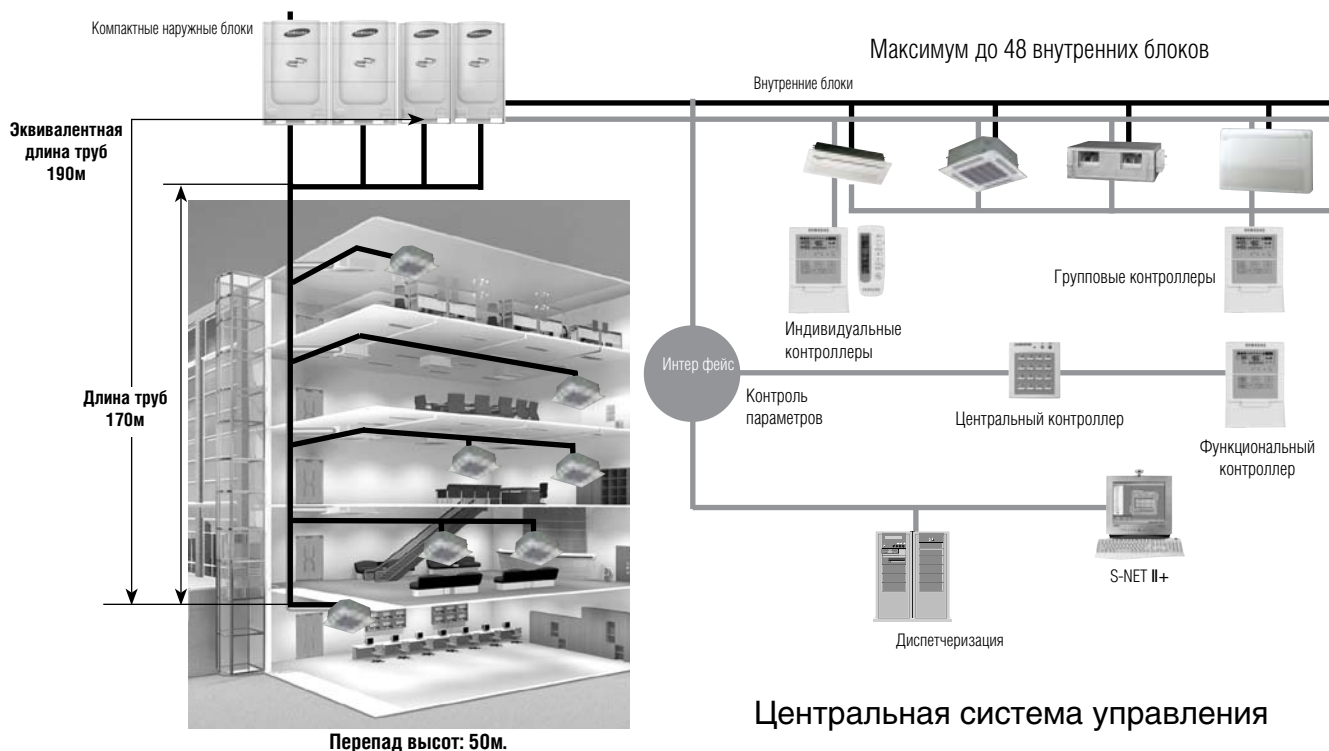 Компактные наружные блоки
Максимум до 48 внутренних блоков
Внутренние блоки
Эквивалентная
длина труб
190м
Длина труб
170м
Индивидуальные
контроллеры
Групповые контроллеры
Интер фейс
Контроль
параметров
Центральный контроллер
Функциональный
контроллер
S-NET II+
Диспетчеризация
Перепад высот: 50м.
Центральная система управления